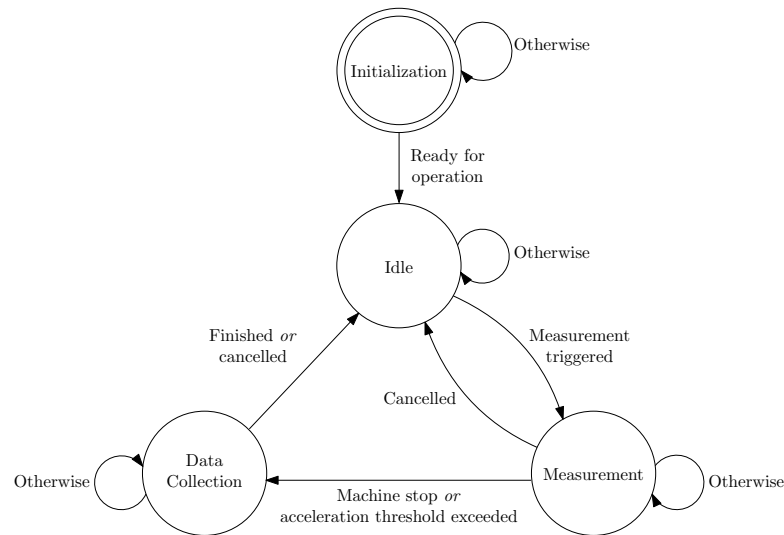 Initialization
Otherwise
Ready for
operation
Idle
Otherwise
Finished or
cancelled
Measurement
triggered
Cancelled
Data
Collection
Otherwise
Measurement
Otherwise
Machine stop or
acceleration threshold exceeded